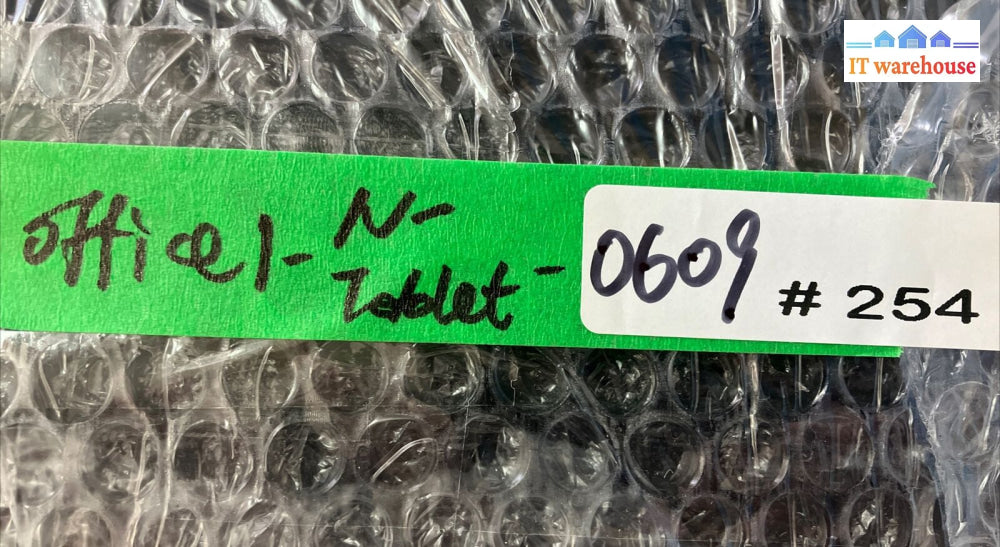 IT warehouse
Office1-
N-
Tablet -
0609
# 254